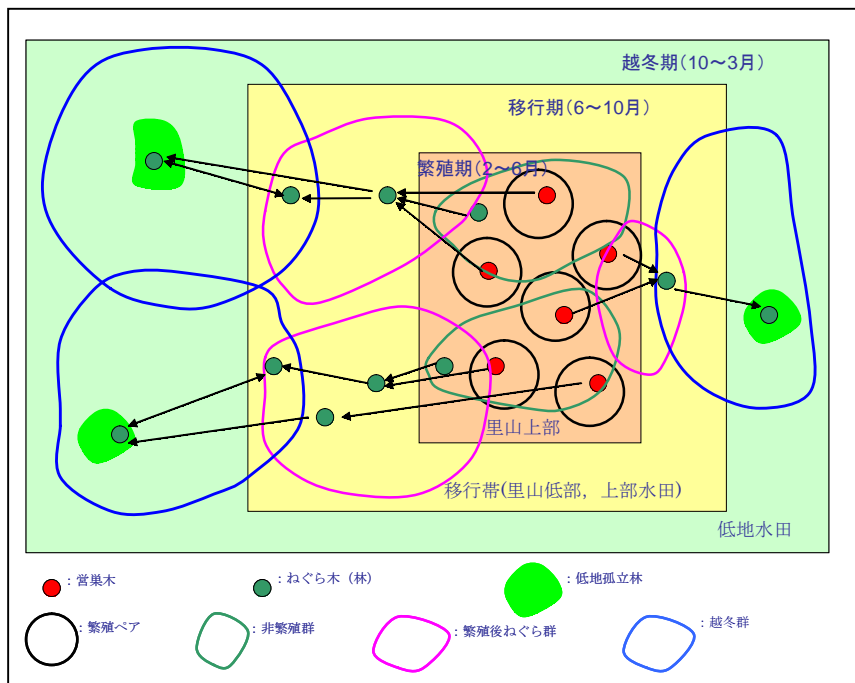 越冬期(10～3月)
移行期(6～10月)
繁殖期(2～6月)
里山上部
移行帯(里山低部，上部水田)
低地水田
：営巣木
：ねぐら木（林）
：低地孤立林
：繁殖ペア
：非繁殖群
：繁殖後ねぐら群
：越冬群